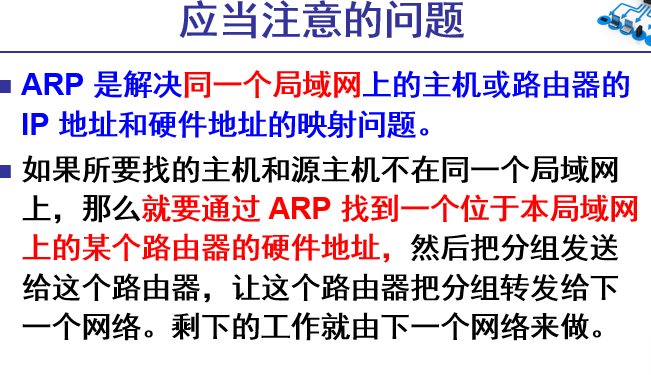 应当注意的问题
ARP 是解决同一个局域网上的主机或路由器的
IP 地址和硬件地址的映射问题。
如果所要找的主机和源主机不在同一个局域网
上，那么就要通过 ARP 找到一个位于本局域网
上的某个路由器的硬件地址，然后把分组发送
给这个路由器，让这个路由器把分组转发给下
一个网络。剩下的工作就由下一个网络来做。